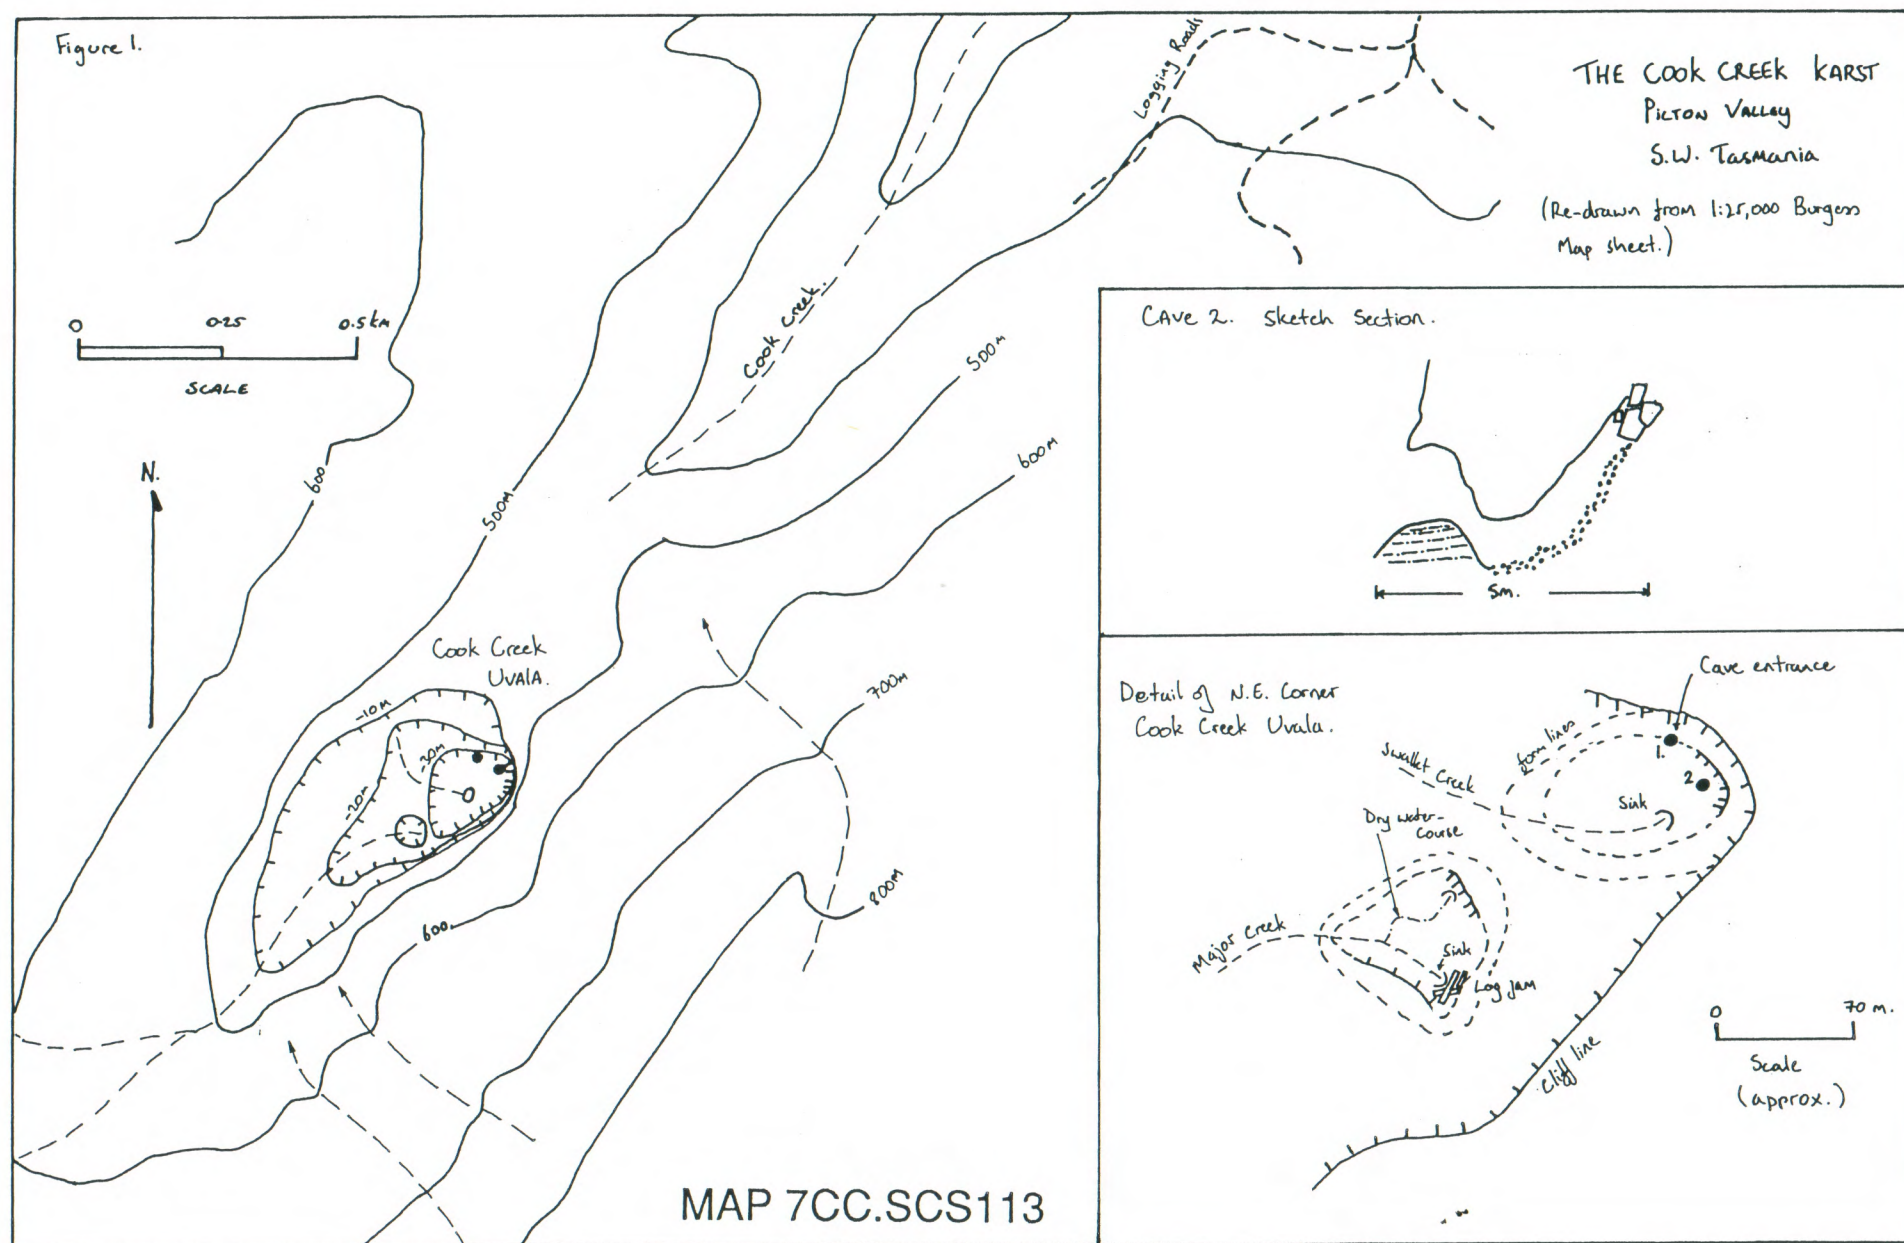 Figure 1.
THE COOK CREEK KARST
PICTON VALLEY
S.W. TASMANIA
(Re-drawn from 1:25,000 Burgess
Map sheet.)
Logging Roads
0 0.25 0.5 km
SCALE
N.
Cook Creek.
500m
600m
600
500m
Cook Creek
UVALA.
-10m
-20m
-30m
700m
800m
600
MAP 7CC.SCS113
CAVE 2. Sketch Section.
5m.
Detail of N.E. Corner
Cook Creek Uvala.
Cave entrance
form lines
Swallet Creek
1.
2
Sink
Dry water-
course
Major Creek
Sink
Log jam
Cliff line
0 70 m.
Scale
(approx.)